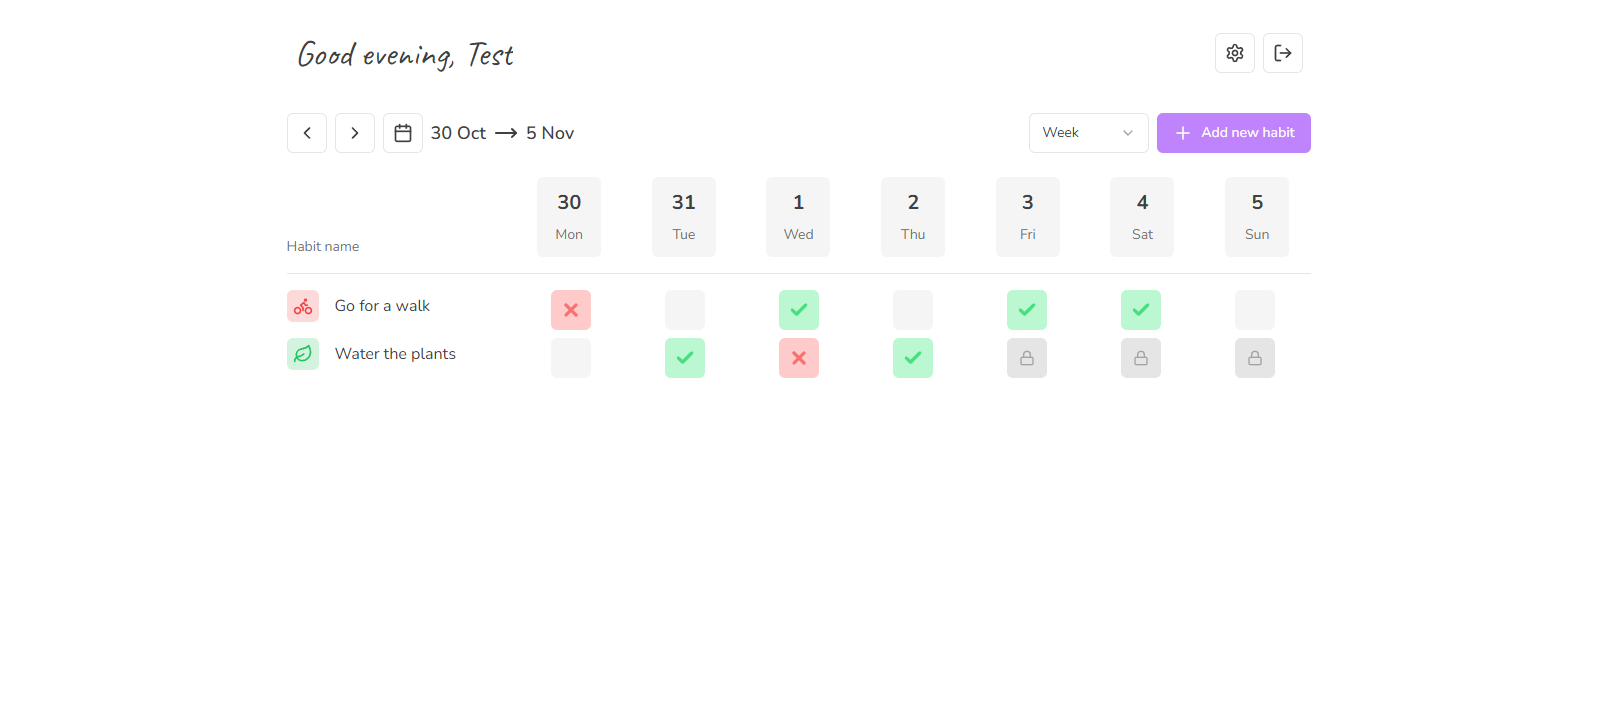 Good evening, Test
30 Oct → 5 Nov
Week
Add new habit
Habit name
30 31 1 2 3 4 5
Mon Tue Wed Thu Fri Sat Sun
Go for a walk
Water the plants